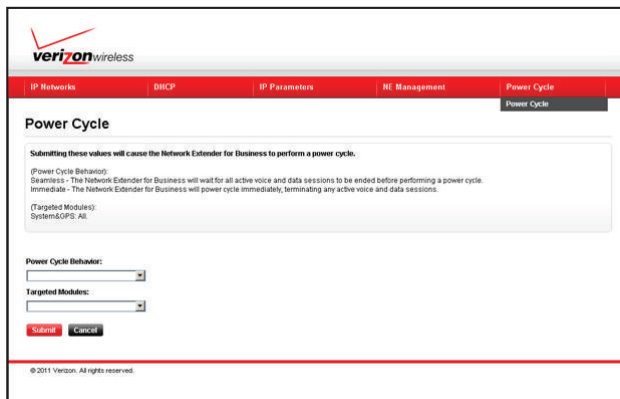 verizonwireless
IP Networks DHCP IP Parameters NE Management Power Cycle
Power Cycle
Power Cycle
Submitting these values will cause the Network Extender for Business to perform a power cycle.
(Power Cycle Behavior):
Seamless - The Network Extender for Business will wait for all active voice and data sessions to be ended before performing a power cycle.
Immediate - The Network Extender for Business will power cycle immediately, terminating any active voice and data sessions.
(Targeted Modules):
System&GPS: All.
Power Cycle Behavior:
Targeted Modules:
Submit Cancel
© 2011 Verizon. All rights reserved.